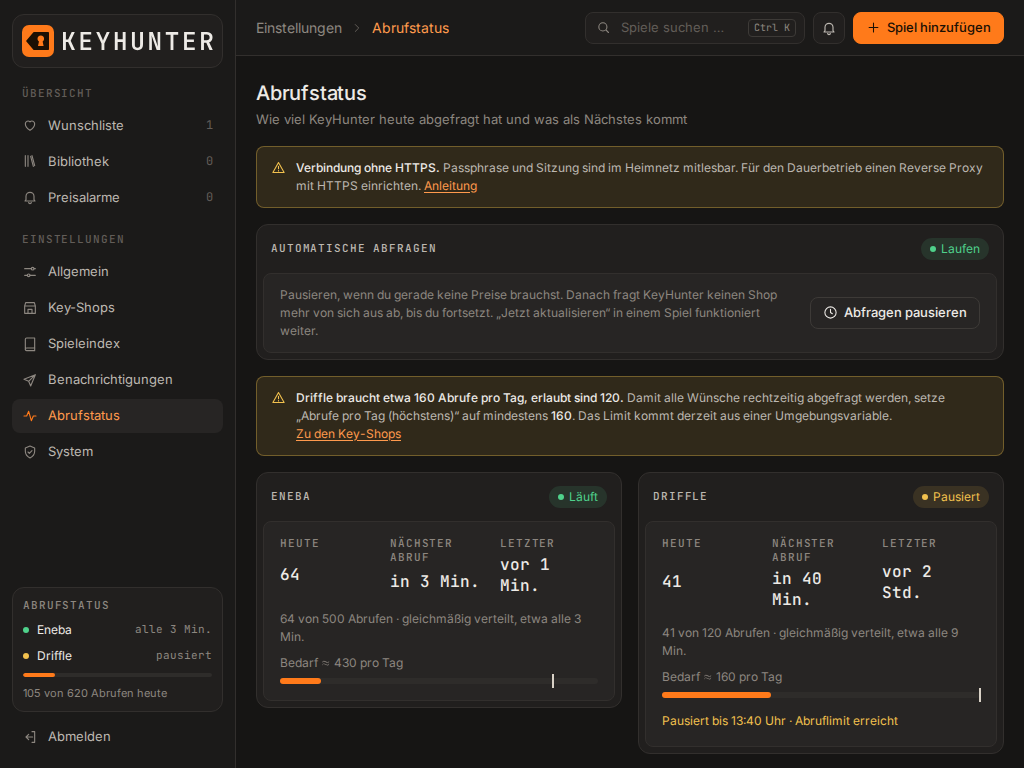 KEYHUNTER
ÜBERSICHT
Wunschliste 1
Bibliothek 0
Preisalarme 0
EINSTELLUNGEN
Allgemein
Key-Shops
Spieleindex
Benachrichtigungen
Abrufstatus
System
ABRUFSTATUS
Eneba alle 3 Min.
Driffle pausiert
105 von 620 Abrufen heute
Abmelden
Einstellungen Abrufstatus
Spiele suchen … Ctrl K
Spiel hinzufügen
Abrufstatus
Wie viel KeyHunter heute abgefragt hat und was als Nächstes kommt
Verbindung ohne HTTPS. Passphrase und Sitzung sind im Heimnetz mitlesbar. Für den Dauerbetrieb einen Reverse Proxy
mit HTTPS einrichten. Anleitung
AUTOMATISCHE ABFRAGEN
Laufen
Pausieren, wenn du gerade keine Preise brauchst. Danach fragt KeyHunter keinen Shop
mehr von sich aus ab, bis du fortsetzt. „Jetzt aktualisieren“ in einem Spiel funktioniert
weiter.
Abfragen pausieren
Driffle braucht etwa 160 Abrufe pro Tag, erlaubt sind 120. Damit alle Wünsche rechtzeitig abgefragt werden, setze
„Abrufe pro Tag (höchstens)“ auf mindestens 160. Das Limit kommt derzeit aus einer Umgebungsvariable.
Zu den Key-Shops
ENEBA
Läuft
HEUTE
64
NÄCHSTER
ABRUF
in 3 Min.
LETZTER
vor 1
Min.
64 von 500 Abrufen · gleichmäßig verteilt, etwa alle 3
Min.
Bedarf ≈ 430 pro Tag
DRIFFLE
Pausiert
HEUTE
41
NÄCHSTER
ABRUF
in 40
Min.
LETZTER
vor 2
Std.
41 von 120 Abrufen · gleichmäßig verteilt, etwa alle 9
Min.
Bedarf ≈ 160 pro Tag
Pausiert bis 13:40 Uhr · Abruflimit erreicht